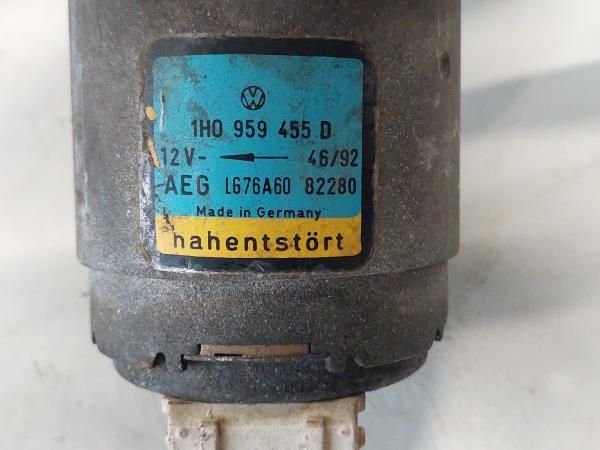 1H0 959 455 D
12V- ← 46/92
AEG L676A60 82280
Made in Germany
nahentstört